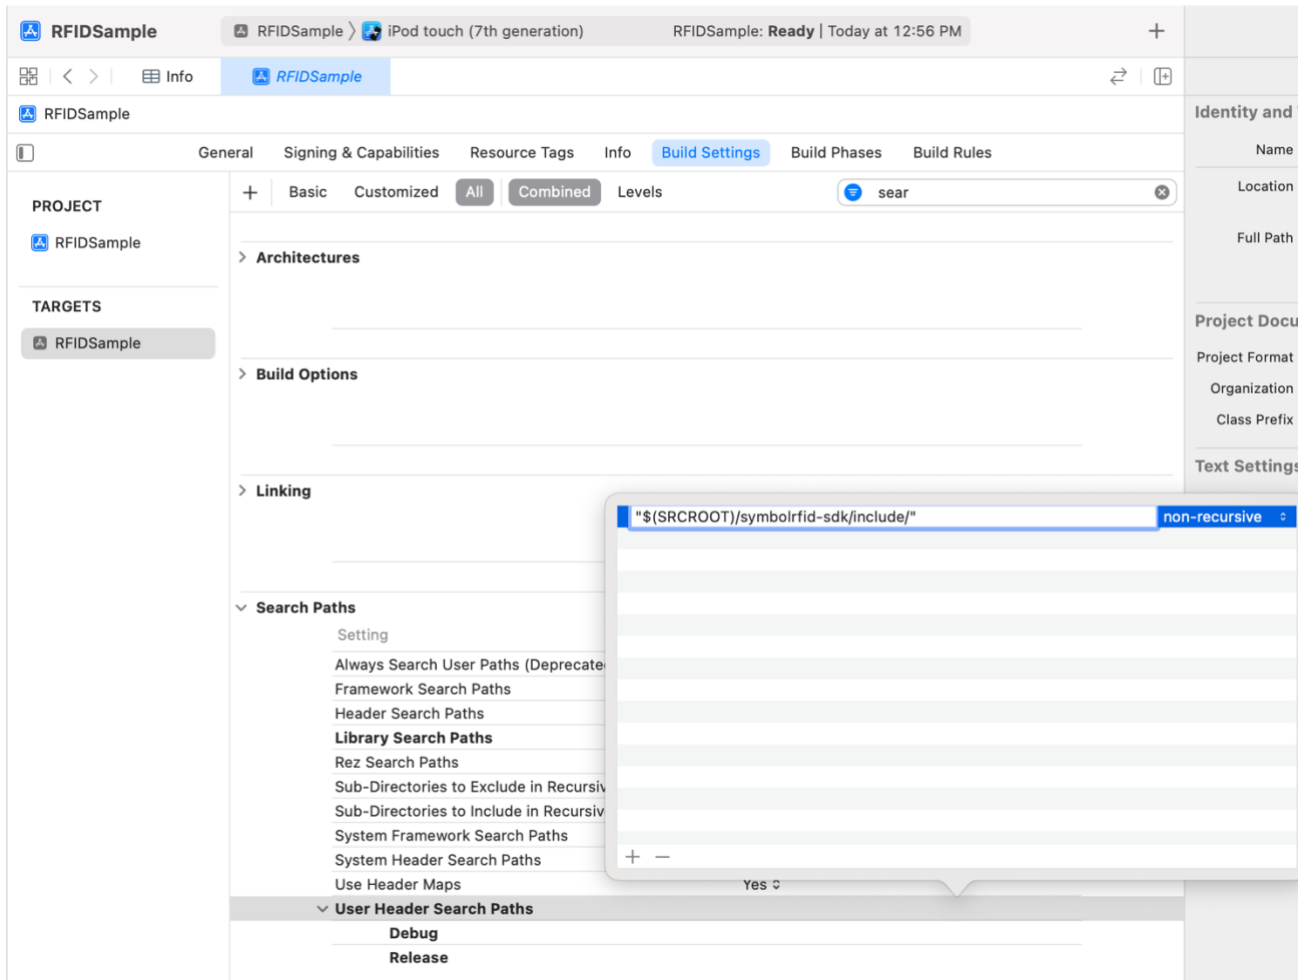 RFIDSample
RFIDSample 〉 iPod touch (7th generation)
RFIDSample: Ready | Today at 12:56 PM
Info
RFIDSample
RFIDSample
General Signing & Capabilities Resource Tags Info Build Settings Build Phases Build Rules
Basic Customized All Combined Levels
sear
PROJECT
RFIDSample
TARGETS
RFIDSample
Architectures
Build Options
Linking
Search Paths
Setting
Always Search User Paths (Deprecate
Framework Search Paths
Header Search Paths
Library Search Paths
Rez Search Paths
Sub-Directories to Exclude in Recursiv
Sub-Directories to Include in Recursiv
System Framework Search Paths
System Header Search Paths
Use Header Maps Yes
User Header Search Paths
Debug
Release
"$(SRCROOT)/symbolrfid-sdk/include/" non-recursive
Identity and
Name
Location
Full Path
Project Docu
Project Format
Organization
Class Prefix
Text Settings